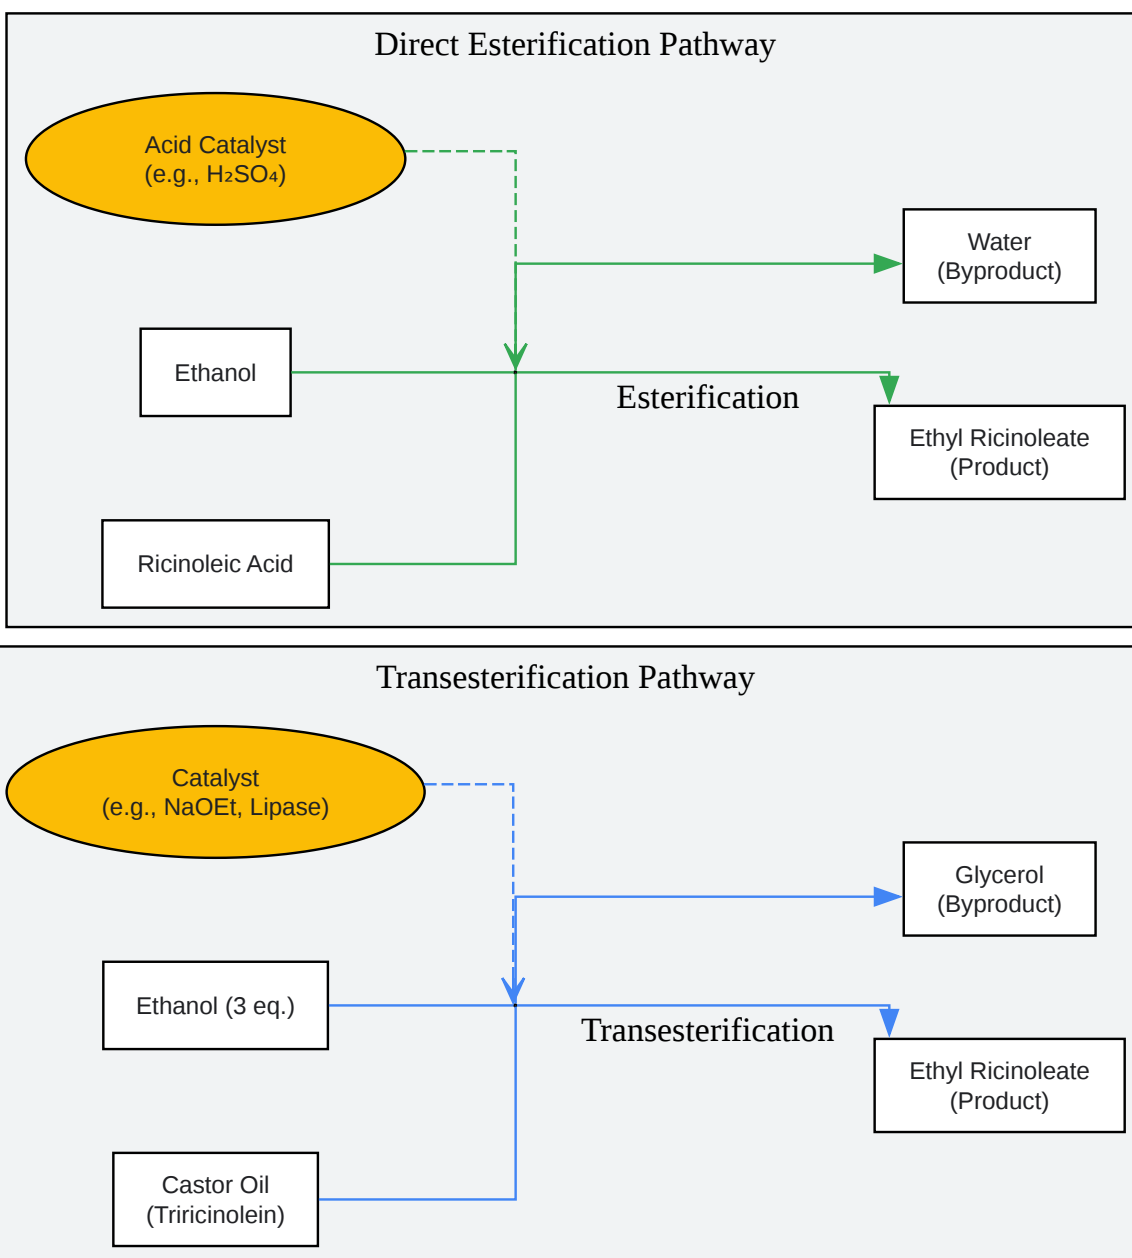 Direct Esterification Pathway
Acid Catalyst
(e.g., H₂SO₄)
Water
(Byproduct)
Ethanol
Esterification
Ethyl Ricinoleate
(Product)
Ricinoleic Acid
Transesterification Pathway
Catalyst
(e.g., NaOEt, Lipase)
Glycerol
(Byproduct)
Ethanol (3 eq.)
Transesterification
Ethyl Ricinoleate
(Product)
Castor Oil
(Triricinolein)